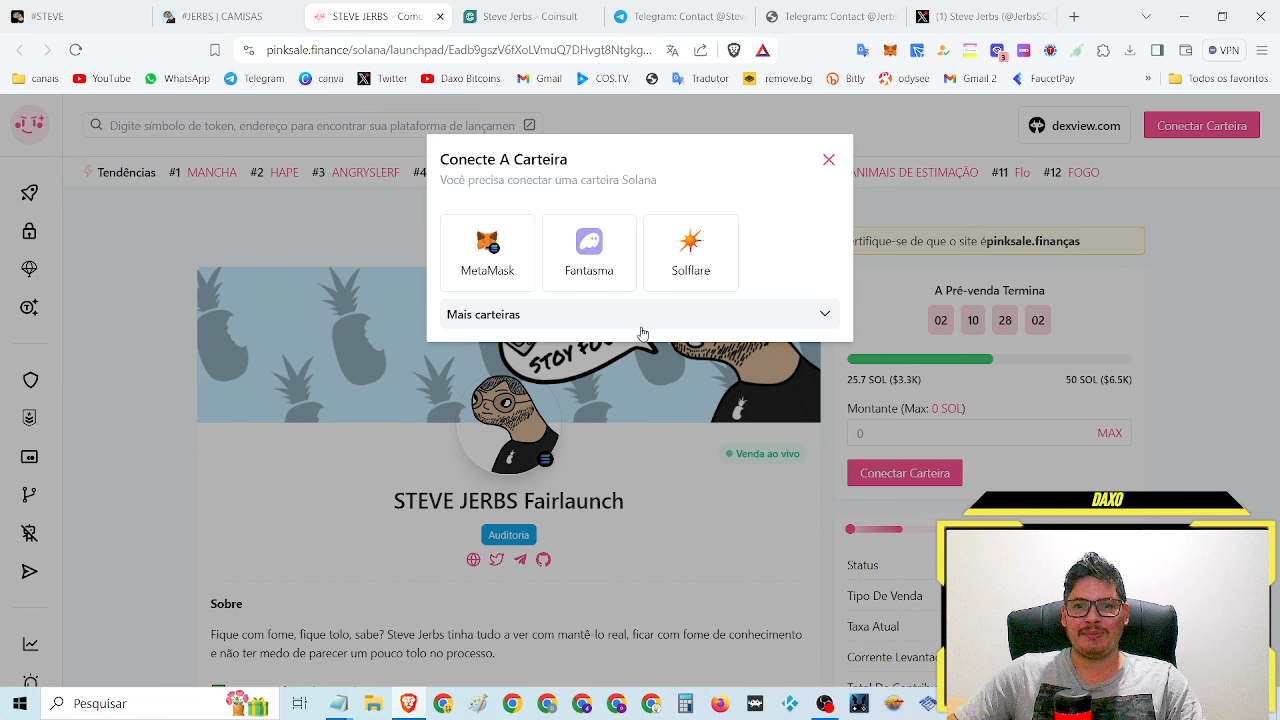 #STEVE
#JERBS | CAMISAS
STEVE JERBS - Como
STEVE JERBS - Coinsult
Telegram: Contact @Steve
Telegram: Contact @Jerbs
(1) Steve Jerbs (@JerbsSO
pinksale.finance/solana/launchpad/Eadb9gszV6fXoLVmuQ7DHvgt8Ntgkg...
3
VPN
canais
YouTube
WhatsApp
Telegram
canva
Twitter
Daxo Bitcoins
Gmail
COS.TV
Tradutor
remove.bg
by bitly
odysee
Gmail 2
FaucetPay
»
Todos os favoritos
Digite símbolo de token, endereço para encontrar sua plataforma de lançamen
dexview.com
Conectar Carteira
Tendências
#1 MANCHA
#2 HAPE
#3 ANGRYSLERF
#4
ANIMAIS DE ESTIMAÇÃO
#11 Flo
#12 FOGO
Conecte A Carteira
Você precisa conectar uma carteira Solana
MetaMask
Fantasma
Solflare
Mais carteiras
ertifique-se de que o site épinksale.finanças
STOY FOO
A Pré-venda Termina
02 10 28 02
25.7 SOL ($3.3K)
50 SOL ($6.5K)
Montante (Max: 0 SOL)
0
MAX
Conectar Carteira
Venda ao vivo
STEVE JERBS Fairlaunch
Auditoria
Sobre
Fique com fome, fique tolo, sabe? Steve Jerbs tinha tudo a ver com mantê-lo real, ficar com fome de conhecimento
e não ter medo de parecer um pouco tolo no processo.
Status
Tipo De Venda
Taxa Atual
Corrente Levantad
DAXO
Pesquisar